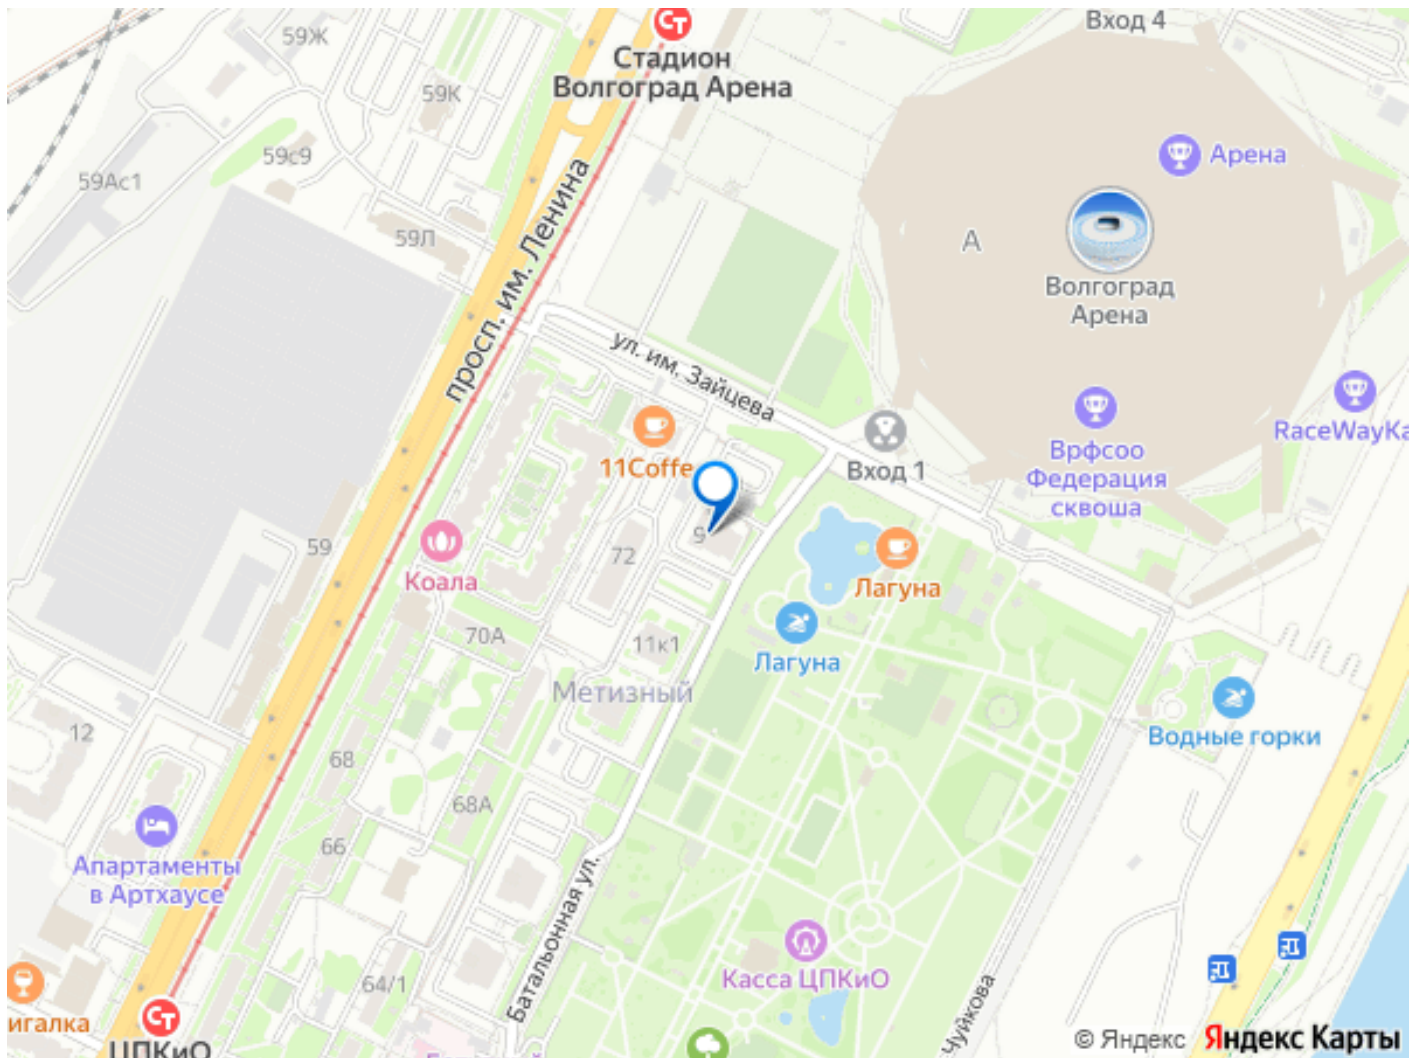 Вход 4
59Ж
Стадион
Волгоград Арена
59К
59с9
Арена
59Ас1
просп. им. Ленина
59Л
А
Волгоград
Арена
ул. им. Зайцева
11Coffe
Вход 1
Врфсоо
Федерация
сквоша
RaceWayKa
59
Коала
72
9
Лагуна
70А
11к1
Лагуна
Метизный
12
68
Водные горки
68А
66
Апартаменты
в Артхаусе
Батальонная ул.
64/1
Касса ЦПКиО
Чуйкова
игалка
ЦПКиО
© Яндекс Яндекс Карты